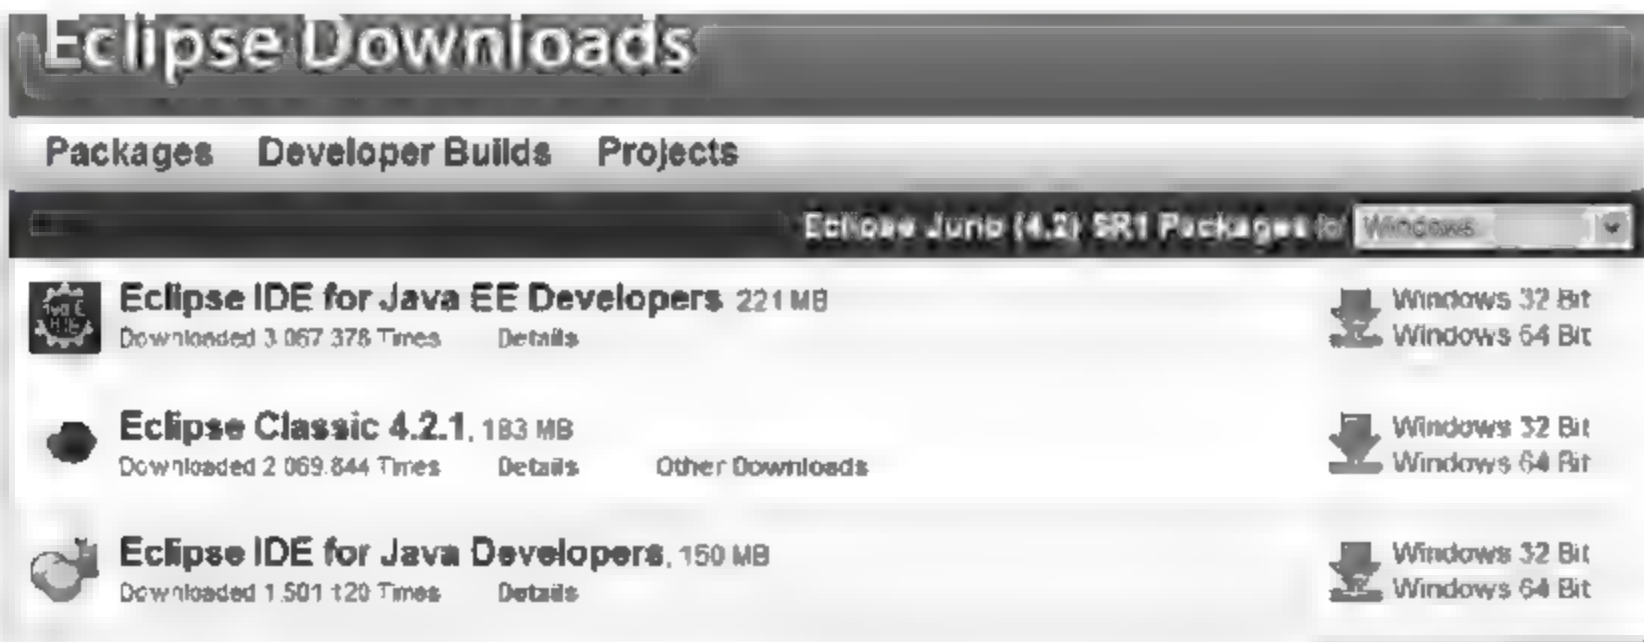 Eclipse Downloads
Packages Developer Builds Projects
Eclipse Juno (4.2) SR1 Packages for Windows
Eclipse IDE for Java EE Developers 221 MB
Windows 32 Bit
Downloaded 3 067 378 Times Details
Windows 64 Bit
Eclipse Classic 4.2.1, 183 MB
Windows 32 Bit
Downloaded 2 069.844 Times Details Other Downloads
Windows 64 Bit
Eclipse IDE for Java Developers, 150 MB
Windows 32 Bit
Downloaded 1 501 120 Times Details
Windows 64 Bit